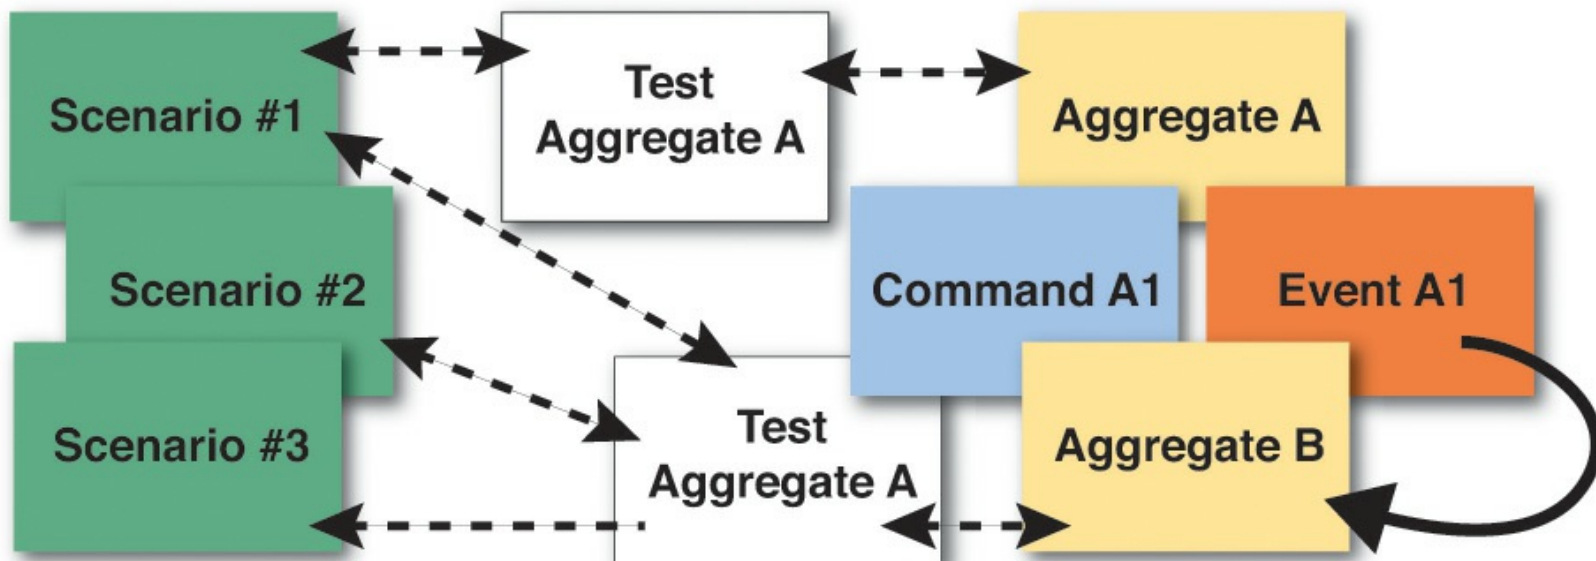 Scenario #1
Test
Aggregate A
Aggregate A
Scenario #2
Command A1
Event A1
Scenario #3
Test
Aggregate A
Aggregate B